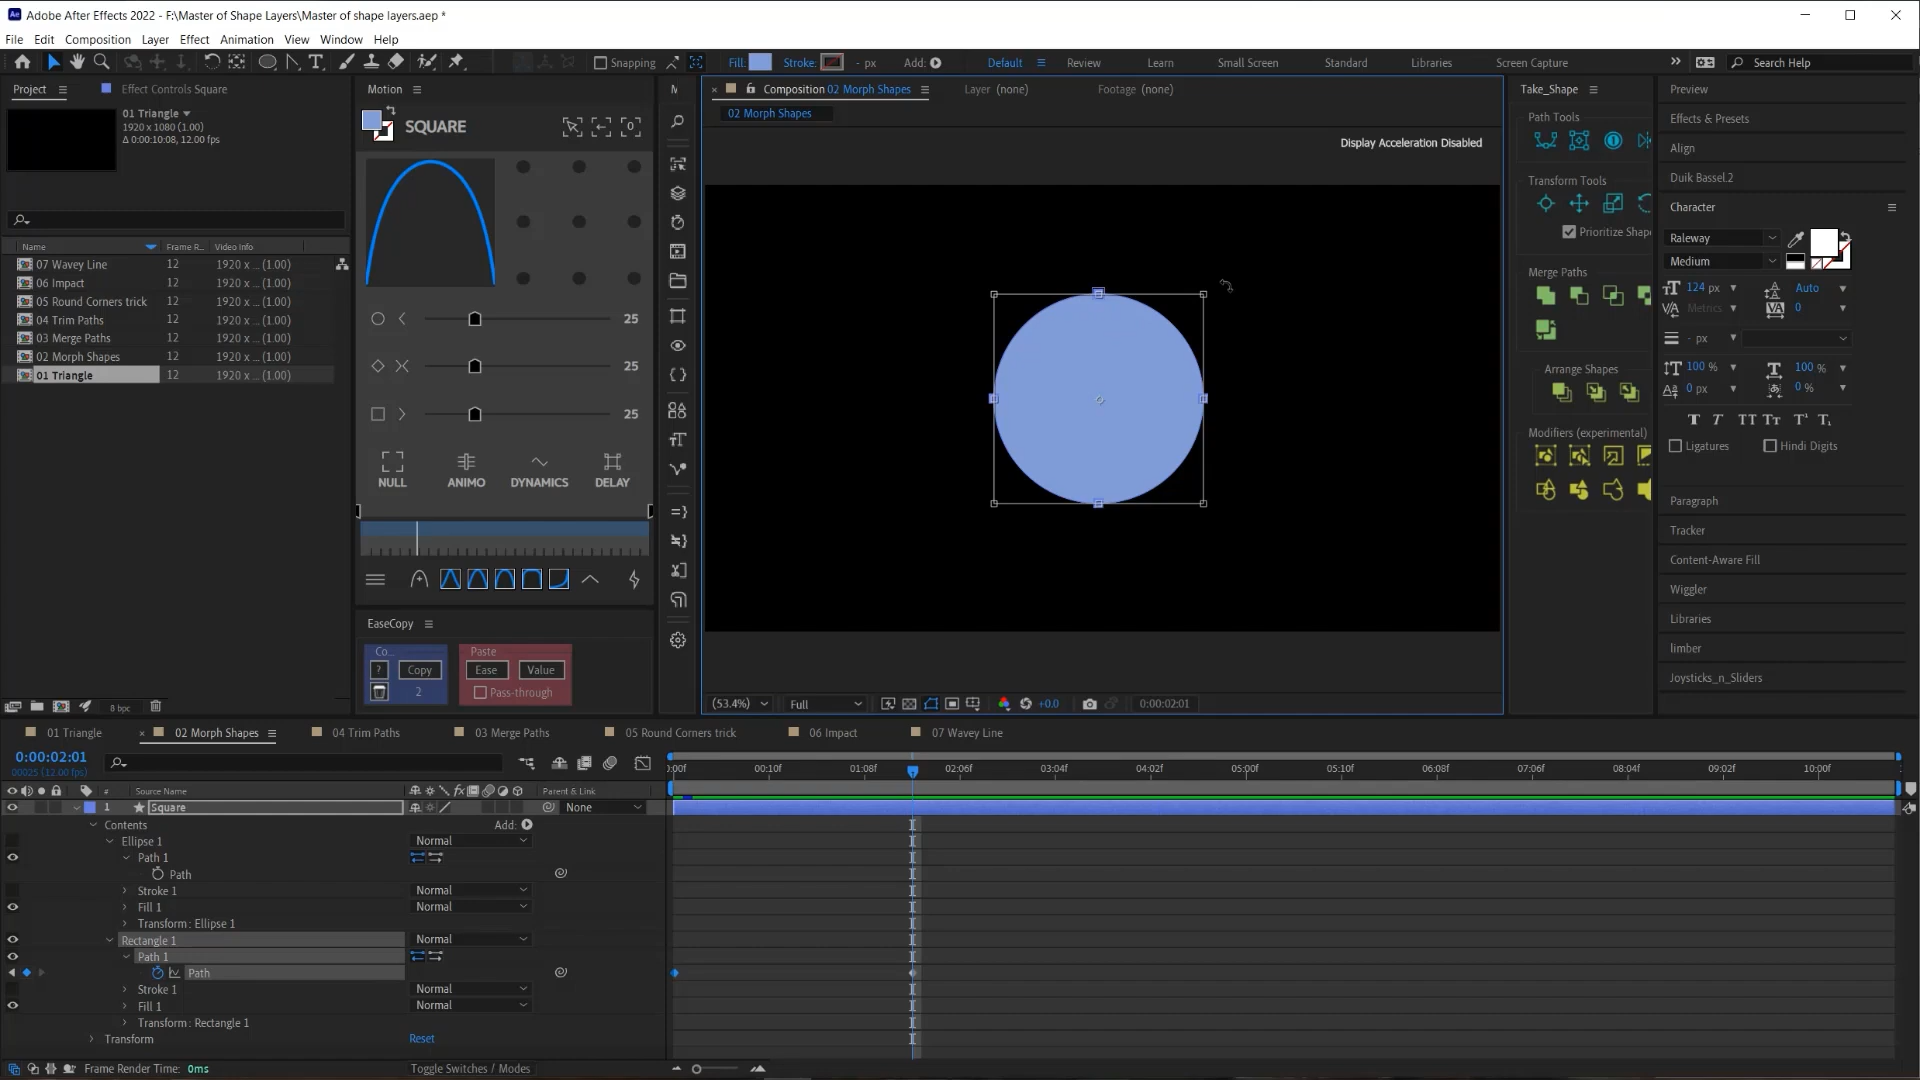 Adobe After Effects 2022 - F:\Master of Shape Layers\Master of shape layers.aep *
File Edit Composition Layer Effect Animation View Window Help
Snapping Fill: Stroke: - px Add: Default Review Learn Small Screen Standard Libraries Screen Capture Search Help
Project Effect Controls Square
01 Triangle
1920 x 1080 (1.00)
Δ 0:00:10:08, 12.00 fps
Name Frame R... Video Info
07 Wavey Line 12 1920 x ... (1.00)
06 Impact 12 1920 x ... (1.00)
05 Round Corners trick 12 1920 x ... (1.00)
04 Trim Paths 12 1920 x ... (1.00)
03 Merge Paths 12 1920 x ... (1.00)
02 Morph Shapes 12 1920 x ... (1.00)
01 Triangle 12 1920 x ... (1.00)
8 bpc
Motion
SQUARE
25
25
25
NULL ANIMO DYNAMICS DELAY
EaseCopy
Co... Paste
? Copy Ease Value
2 Pass-through
Composition 02 Morph Shapes Layer (none) Footage (none)
02 Morph Shapes
Display Acceleration Disabled
(53.4%) Full +0.0 0:00:02:01
Take_Shape
Path Tools
Transform Tools
Prioritize Shap
Merge Paths
Arrange Shapes
Modifiers (experimental)
Preview
Effects & Presets
Align
Duik Bassel.2
Character
Raleway
Medium
124 px Auto
Metrics 0
- px
100 % 100 %
0 px 0 %
T T TT Tt T¹ T₁
Ligatures Hindi Digits
Paragraph
Tracker
Content-Aware Fill
Wiggler
Libraries
limber
Joysticks_n_Sliders
01 Triangle 02 Morph Shapes 04 Trim Paths 03 Merge Paths 05 Round Corners trick 06 Impact 07 Wavey Line
0:00:02:01
00025 (12.00 fps)
:00f 00:10f 01:08f 02:06f 03:04f 04:02f 05:00f 05:10f 06:08f 07:06f 08:04f 09:02f 10:00f
# Source Name fx Parent & Link
1 Square None
Contents Add:
Ellipse 1 Normal
Path 1
Path
Stroke 1 Normal
Fill 1 Normal
Transform: Ellipse 1
Rectangle 1 Normal
Path 1
Path
Stroke 1 Normal
Fill 1 Normal
Transform: Rectangle 1
Transform Reset
Frame Render Time: 0ms Toggle Switches / Modes